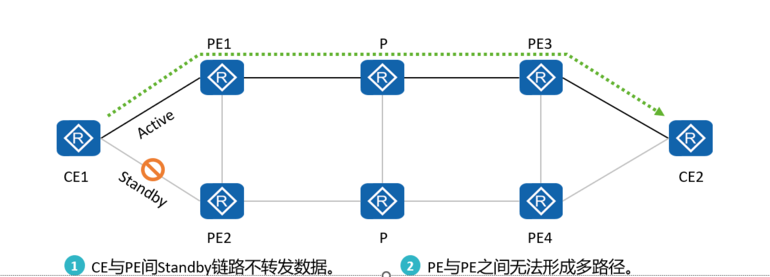 PE1
P
PE3
R
R
R
Active
R
R
CE1
CE2
Standby
R
R
R
PE2
P
PE4
1 CE与PE间Standby链路不转发数据。
2 PE与PE之间无法形成多路径。